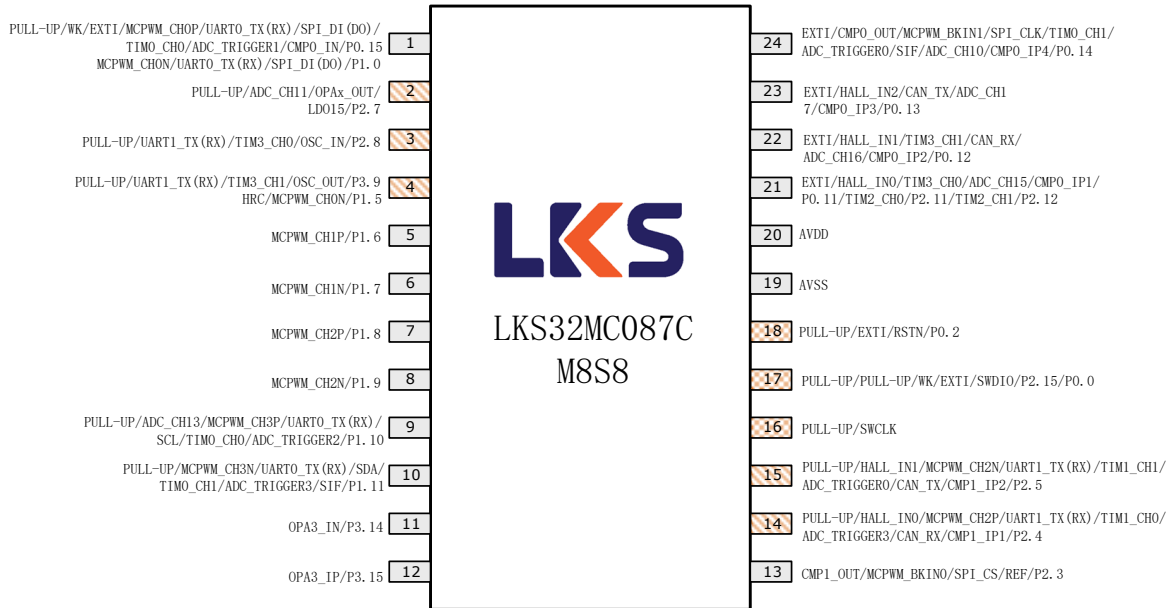 PULL-UP/WK/EXTI/MCPWM_CH0P/UART0_TX(RX)/SPI_DI(DO)/
TIM0_CH0/ADC_TRIGGER1/CMP0_IN/P0.15
MCPWM_CH0N/UART0_TX(RX)/SPI_DI(DO)/P1.0
1
PULL-UP/ADC_CH11/OPAx_OUT/
LDO15/P2.7
2
PULL-UP/UART1_TX(RX)/TIM3_CH0/OSC_IN/P2.8
3
PULL-UP/UART1_TX(RX)/TIM3_CH1/OSC_OUT/P3.9
HRC/MCPWM_CH0N/P1.5
4
MCPWM_CH1P/P1.6
5
MCPWM_CH1N/P1.7
6
MCPWM_CH2P/P1.8
7
MCPWM_CH2N/P1.9
8
PULL-UP/ADC_CH13/MCPWM_CH3P/UART0_TX(RX)/
SCL/TIM0_CH0/ADC_TRIGGER2/P1.10
9
PULL-UP/MCPWM_CH3N/UART0_TX(RX)/SDA/
TIM0_CH1/ADC_TRIGGER3/SIF/P1.11
10
OPA3_IN/P3.14
11
OPA3_IP/P3.15
12
LKS
LKS32MC087C
M8S8
24
EXTI/CMP0_OUT/MCPWM_BKIN1/SPI_CLK/TIM0_CH1/
ADC_TRIGGER0/SIF/ADC_CH10/CMP0_IP4/P0.14
23
EXTI/HALL_IN2/CAN_TX/ADC_CH1
7/CMP0_IP3/P0.13
22
EXTI/HALL_IN1/TIM3_CH1/CAN_RX/
ADC_CH16/CMP0_IP2/P0.12
21
EXTI/HALL_IN0/TIM3_CH0/ADC_CH15/CMP0_IP1/
P0.11/TIM2_CH0/P2.11/TIM2_CH1/P2.12
20
AVDD
19
AVSS
18
PULL-UP/EXTI/RSTN/P0.2
17
PULL-UP/PULL-UP/WK/EXTI/SWDIO/P2.15/P0.0
16
PULL-UP/SWCLK
15
PULL-UP/HALL_IN1/MCPWM_CH2N/UART1_TX(RX)/TIM1_CH1/
ADC_TRIGGER0/CAN_TX/CMP1_IP2/P2.5
14
PULL-UP/HALL_IN0/MCPWM_CH2P/UART1_TX(RX)/TIM1_CH0/
ADC_TRIGGER3/CAN_RX/CMP1_IP1/P2.4
13
CMP1_OUT/MCPWM_BKIN0/SPI_CS/REF/P2.3